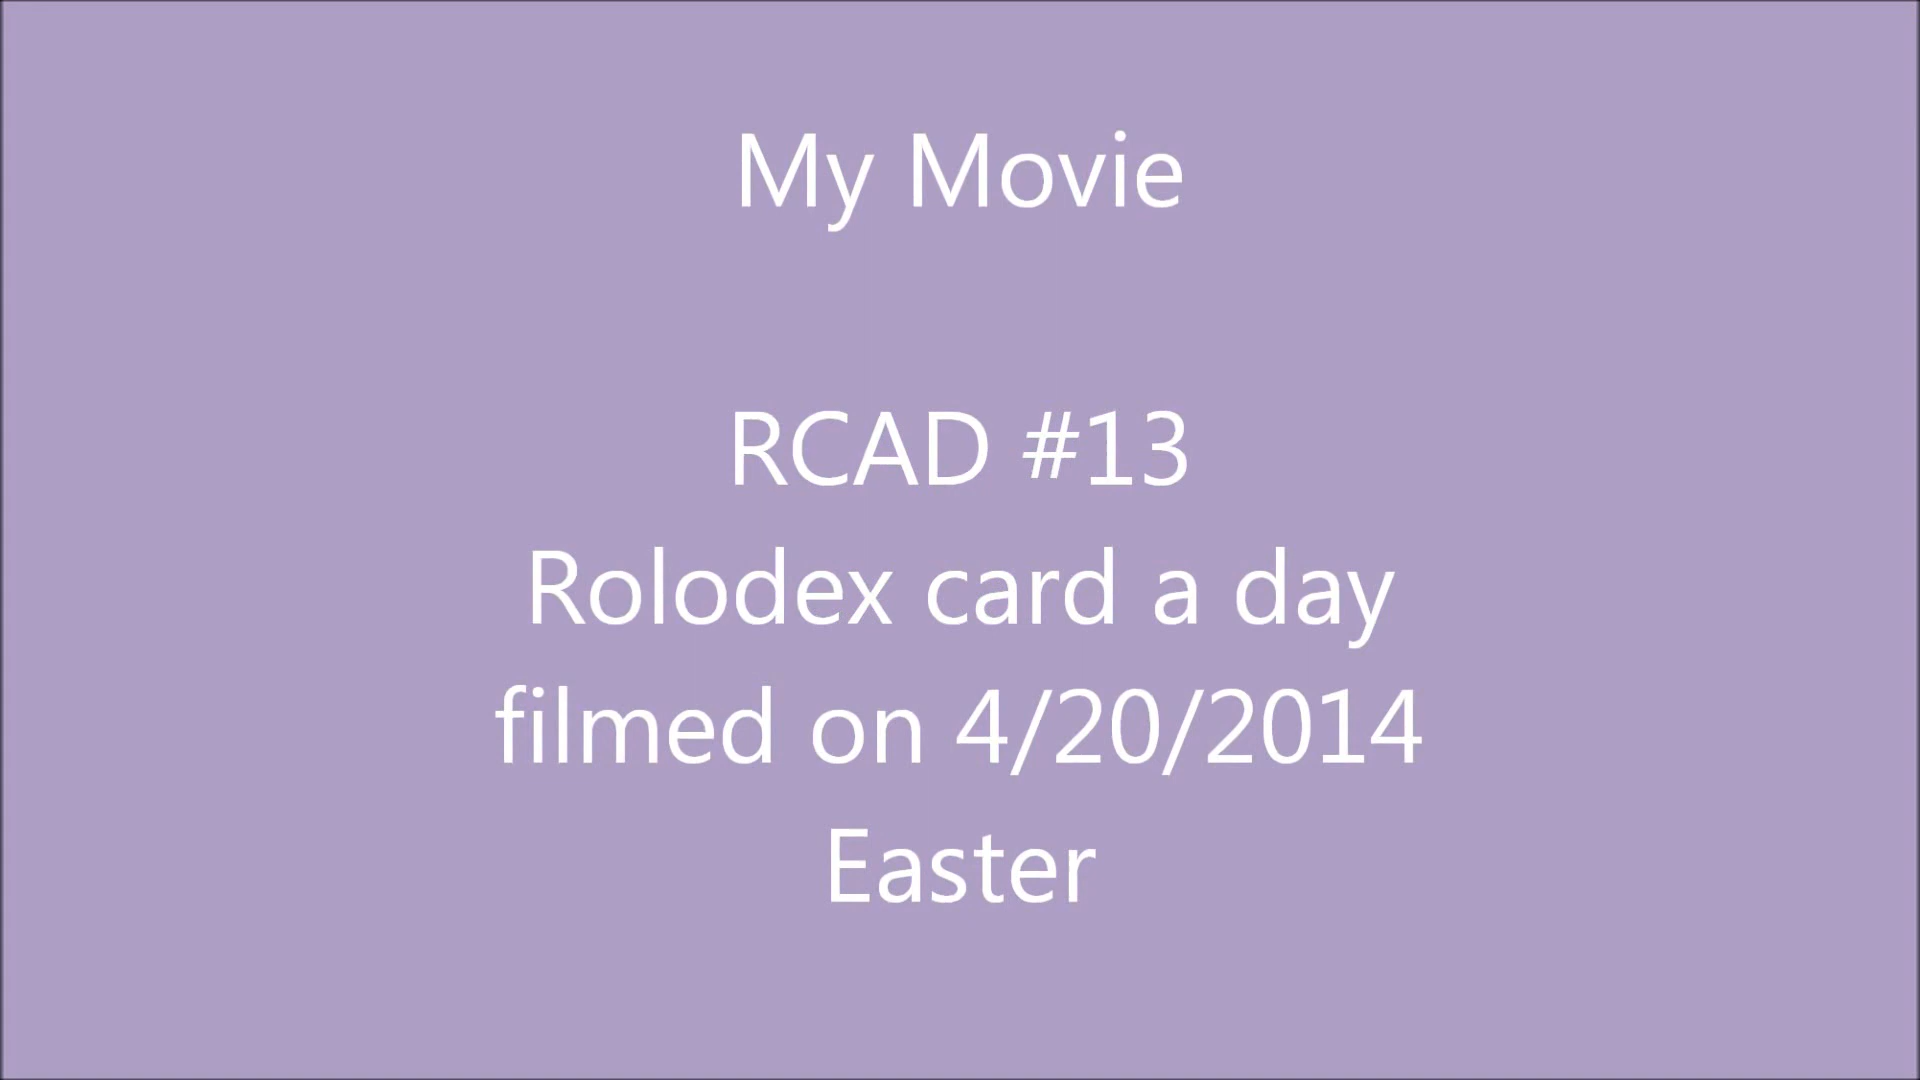 My Movie
RCAD #13
Rolodex card a day
filmed on 4/20/2014
Easter